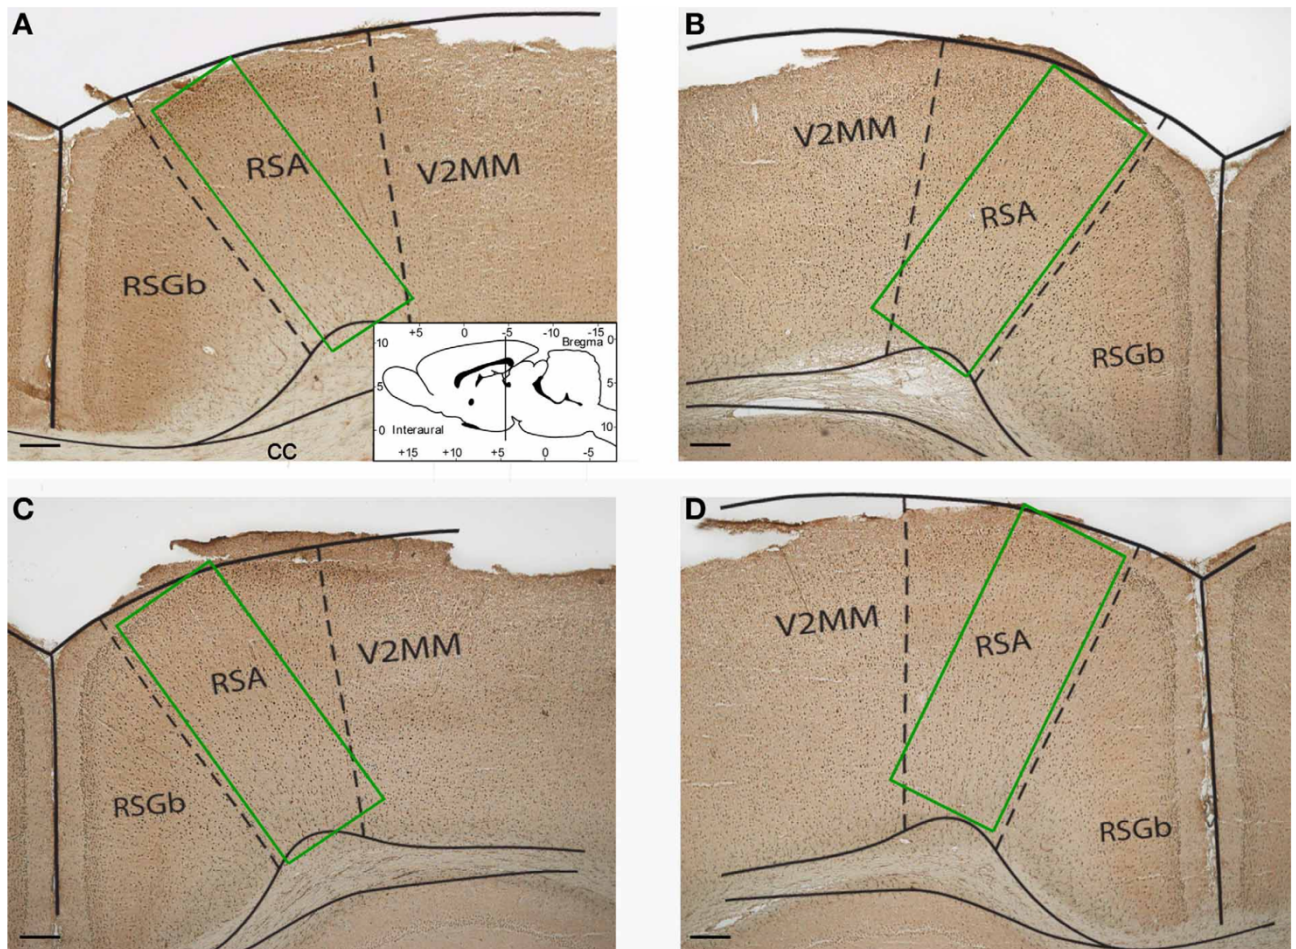 A
RSA
V2MM
RSGb
CC
+5 0 -5 -10 -15
Bregma
10 0
5 5
0 10
Interaural
+15 +10 +5 0 -5
B
V2MM
RSA
RSGb
C
RSA
V2MM
RSGb
D
V2MM
RSA
RSGb